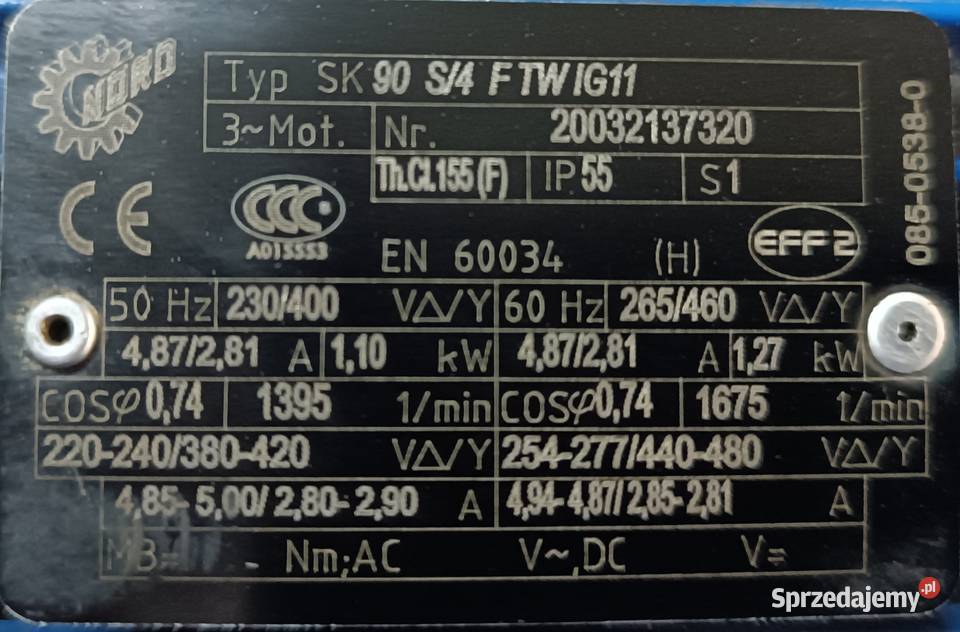 NORD
Typ SK 90 S/4 F TW IG11
3~Mot. Nr. 20032137320
Th.Cl.155(F) IP 55 S1
085-0538-0
CE CCC
A015553
EN 60034 (H) EFF2
50 Hz 230/400 V△/Y 60 Hz 265/460 V△/Y
4,87/2,81 A 1,10 kW 4,87/2,81 A 1,27 kW
cosφ 0,74 1395 1/min cosφ 0,74 1675 1/min
220-240/380-420 V△/Y 254-277/440-480 V△/Y
4,85-5,00/2,80-2,90 A 4,94-4,87/2,85-2,81 A
MB= - Nm;AC V~,DC V=
Sprzedajemy.pl